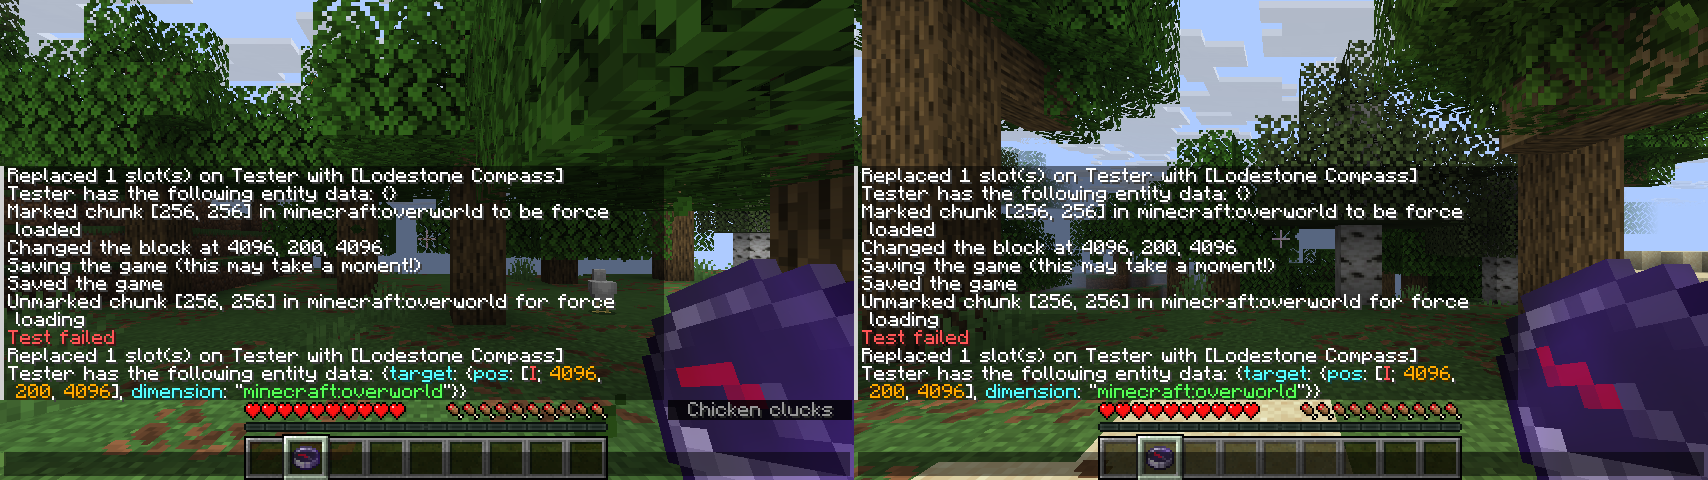 Replaced 1 slot(s) on Tester with [Lodestone Compass]
Tester has the following entity data: {}
Marked chunk [256, 256] in minecraft:overworld to be force
loaded
Changed the block at 4096, 200, 4096
Saving the game (this may take a moment!)
Saved the game
Unmarked chunk [256, 256] in minecraft:overworld for force
loading
Test failed
Replaced 1 slot(s) on Tester with [Lodestone Compass]
Tester has the following entity data: {target: {pos: [I; 4096,
200, 4096], dimension: "minecraft:overworld"}}
Chicken clucks
Replaced 1 slot(s) on Tester with [Lodestone Compass]
Tester has the following entity data: {}
Marked chunk [256, 256] in minecraft:overworld to be force
loaded
Changed the block at 4096, 200, 4096
Saving the game (this may take a moment!)
Saved the game
Unmarked chunk [256, 256] in minecraft:overworld for force
loading
Test failed
Replaced 1 slot(s) on Tester with [Lodestone Compass]
Tester has the following entity data: {target: {pos: [I; 4096,
200, 4096], dimension: "minecraft:overworld"}}